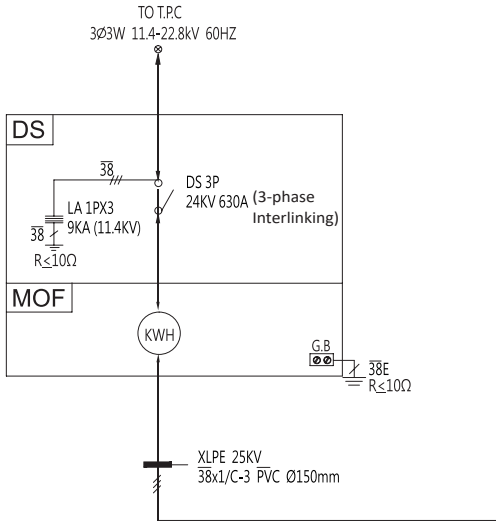 TO T.P.C
3Ø3W 11.4-22.8kV 60HZ
DS
38
DS 3P
24KV 630A
(3-phase
Interlinking)
LA 1PX3
9KA (11.4KV)
38
R≤10Ω
MOF
KWH
G.B
38E
R≤10Ω
XLPE 25KV
38x1/C-3 PVC Ø150mm